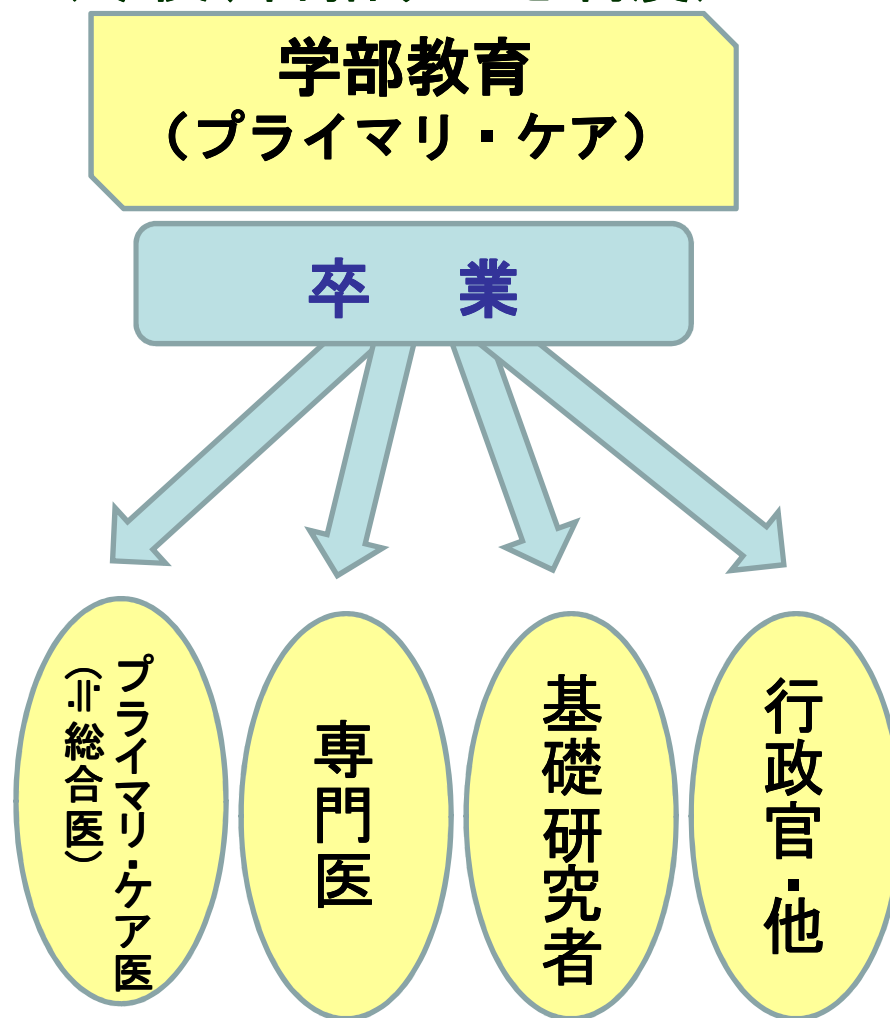 学部教育
（プライマリ・ケア）
卒　業
プライマリ・ケア医
（≒総合医）
専門医
基礎研究者
行政官・他